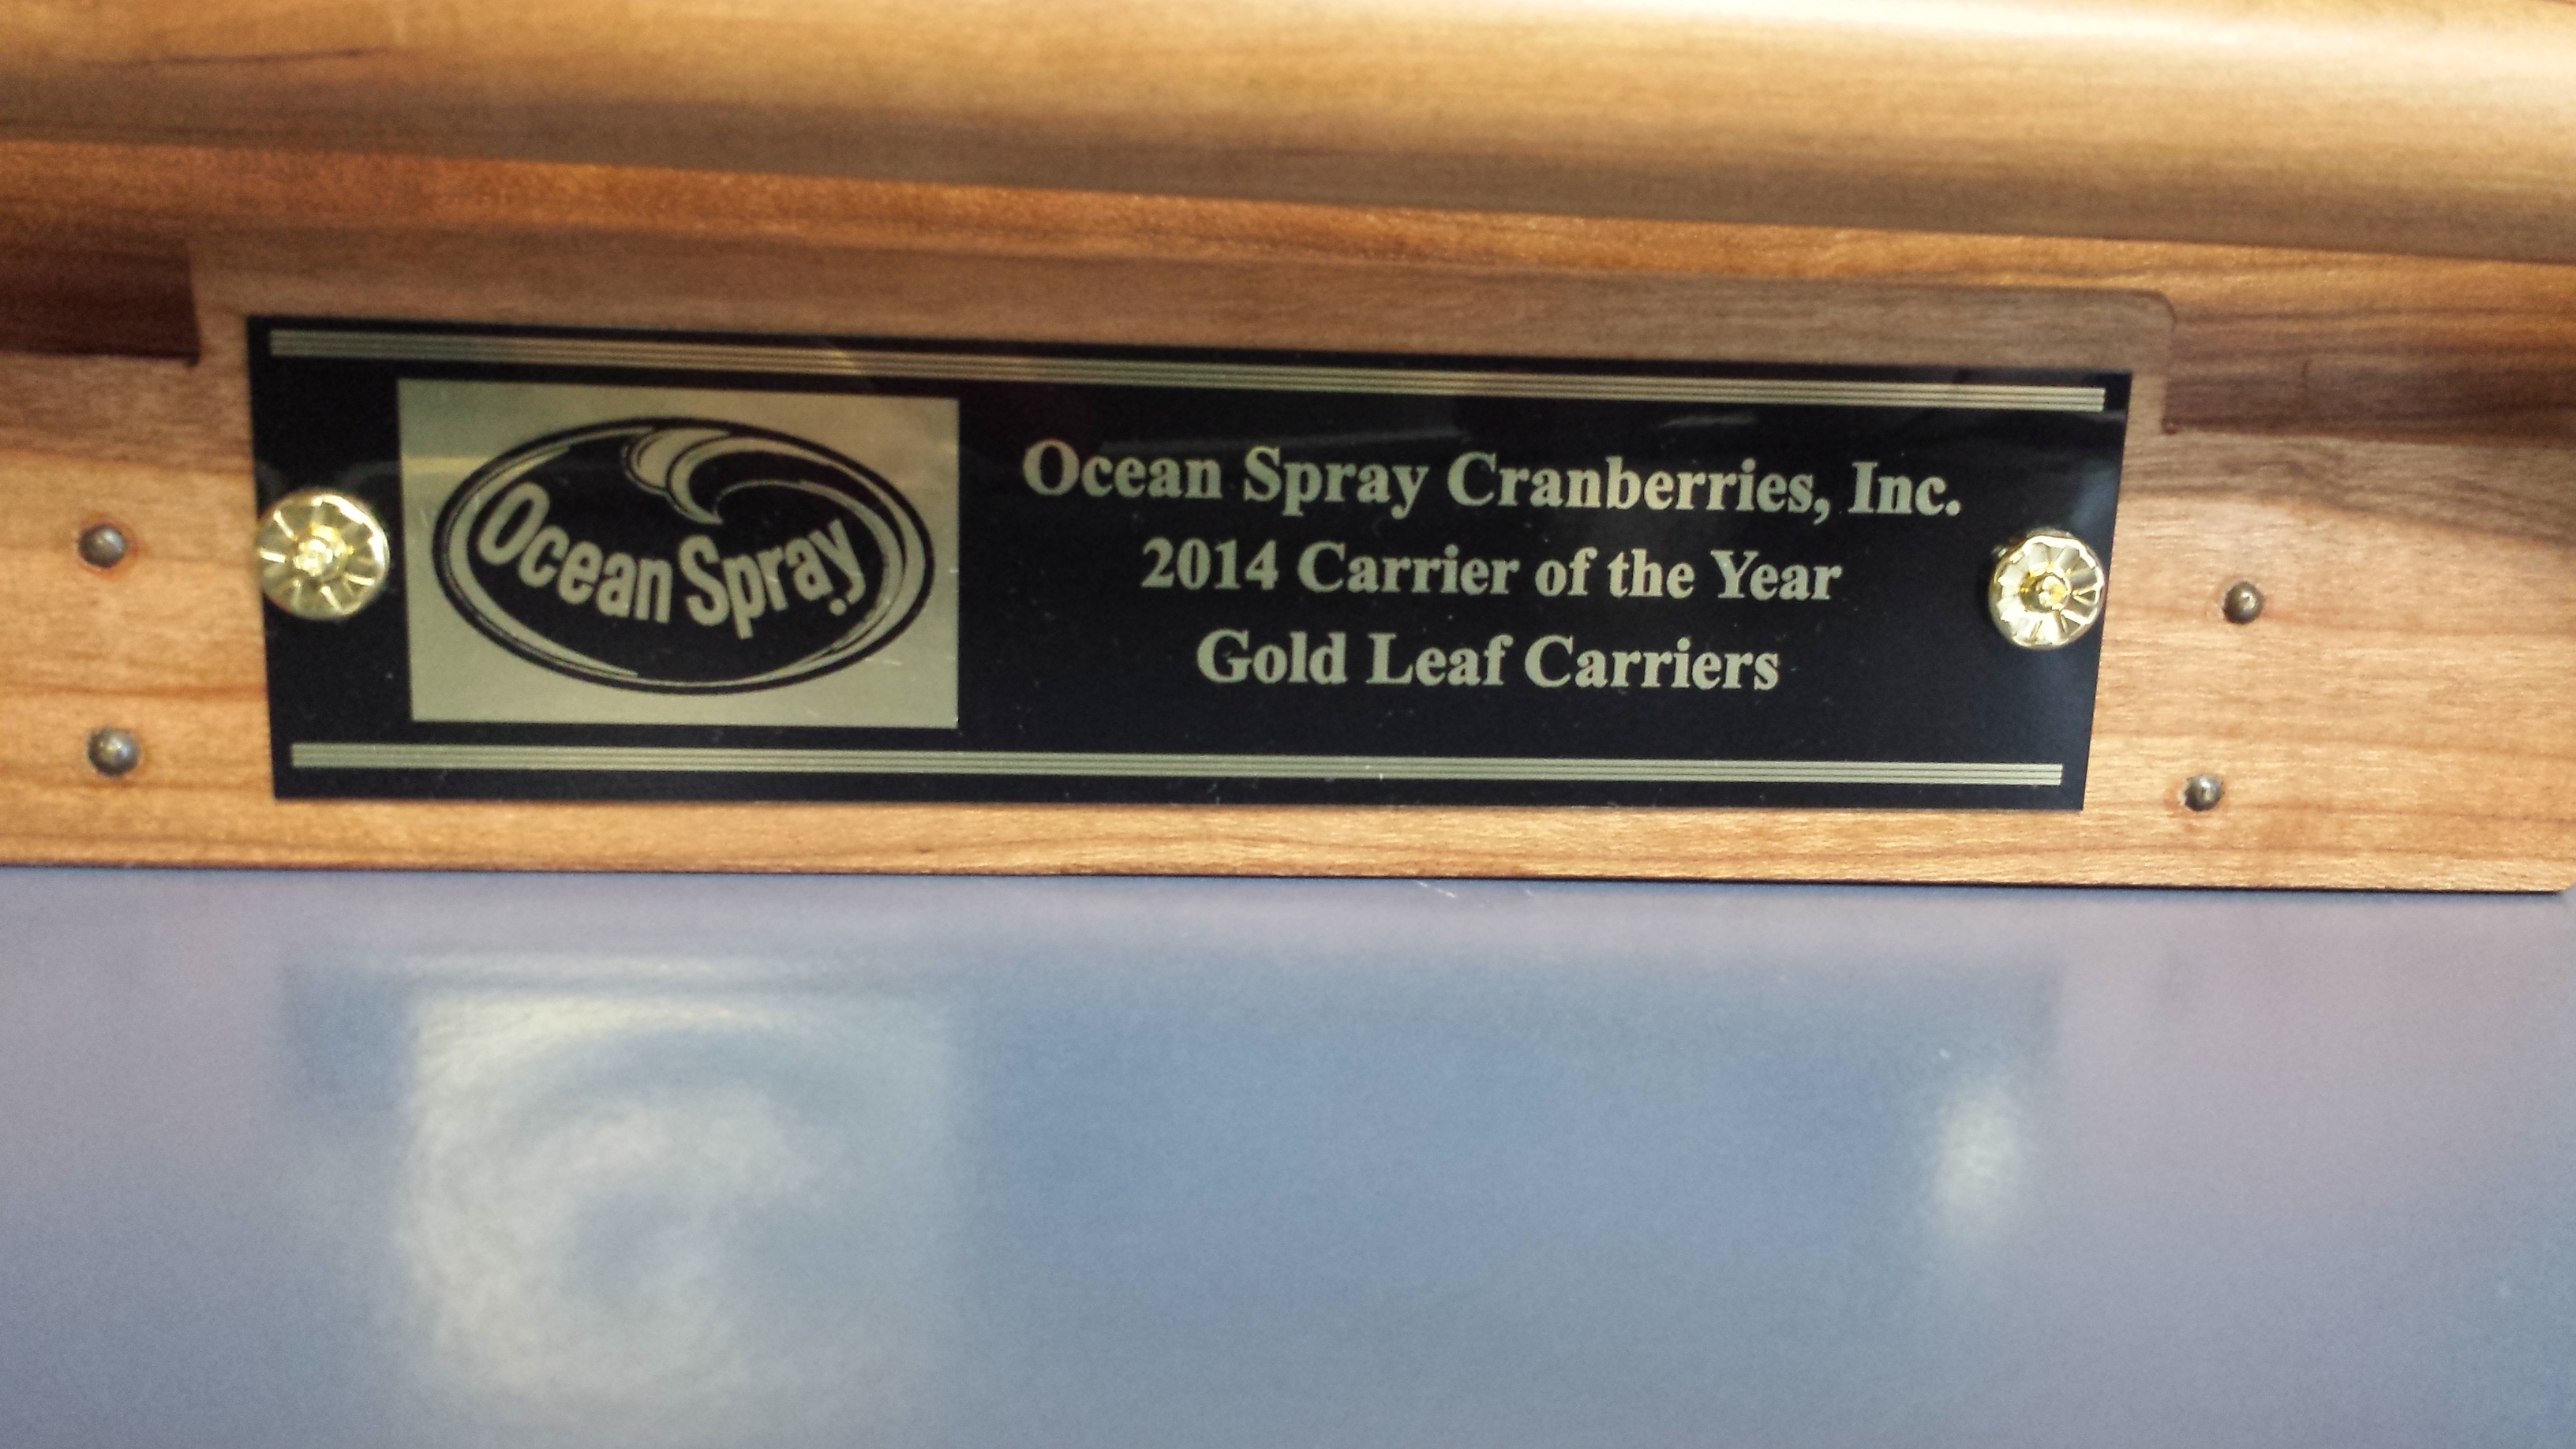 Ocean Spray
Ocean Spray Cranberries, Inc.
2014 Carrier of the Year
Gold Leaf Carriers